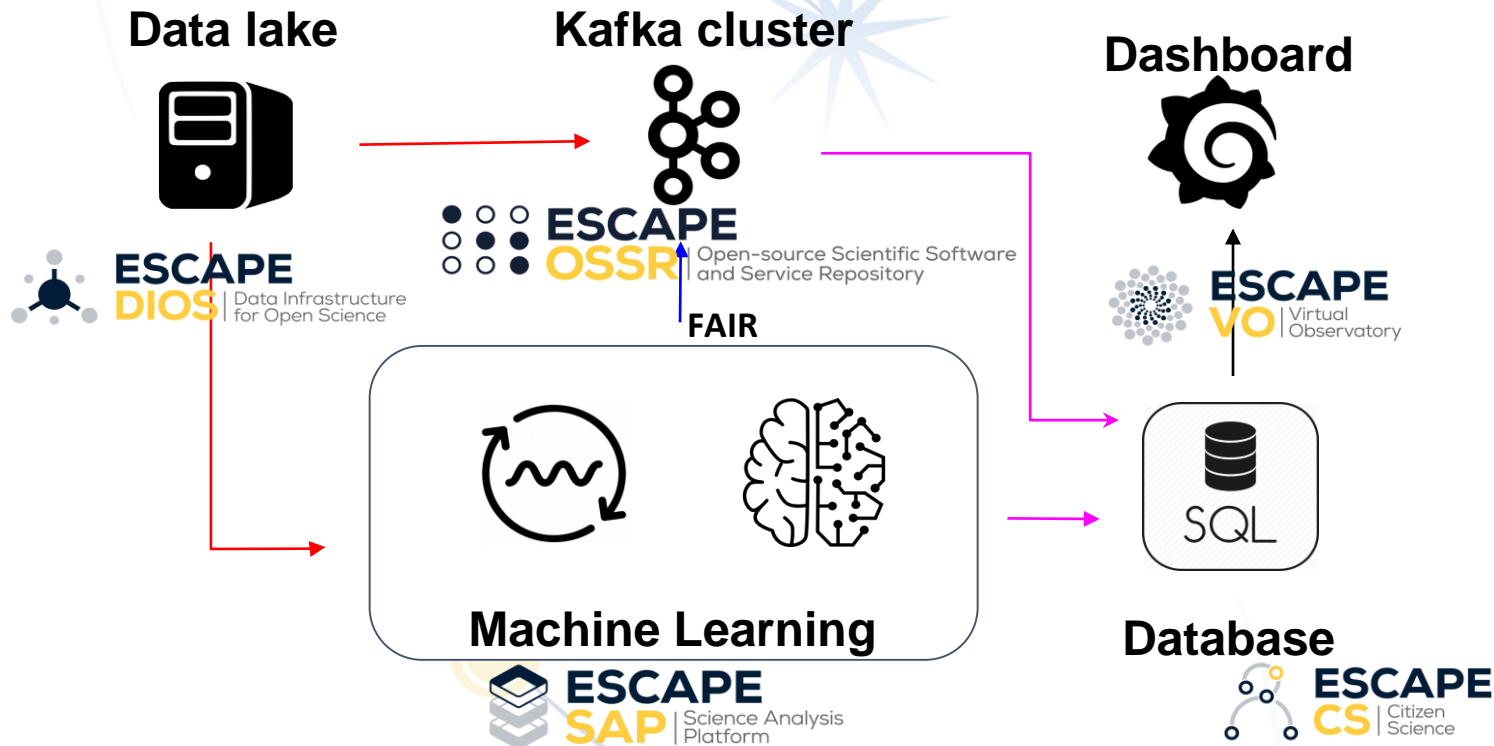 Data lake
Kafka cluster
Dashboard
ESCAPE
OSSR
Open-source Scientific Software
and Service Repository
ESCAPE
DIOS
Data Infrastructure
for Open Science
ESCAPE
VO
Virtual
Observatory
FAIR
SQL
Machine Learning
Database
ESCAPE
SAP
Science Analysis
Platform
ESCAPE
CS
Citizen
Science